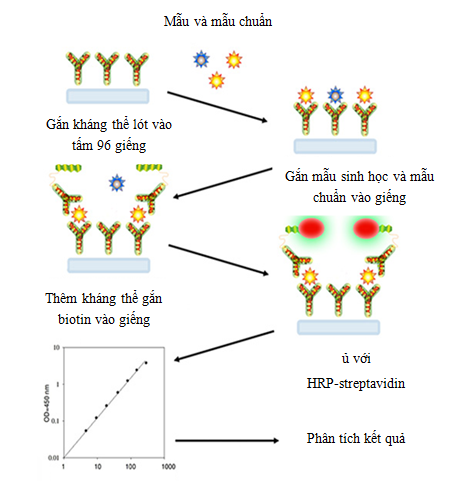 Mẫu và mẫu chuẩn
Gắn kháng thể lót vào
tấm 96 giếng
Gắn mẫu sinh học và mẫu
chuẩn vào giếng
Thêm kháng thể gắn
biotin vào giếng
ủ với
HRP-streptavidin
OD=450 nm
10
1
0.1
0.01
1
10
100
1000
Phân tích kết quả